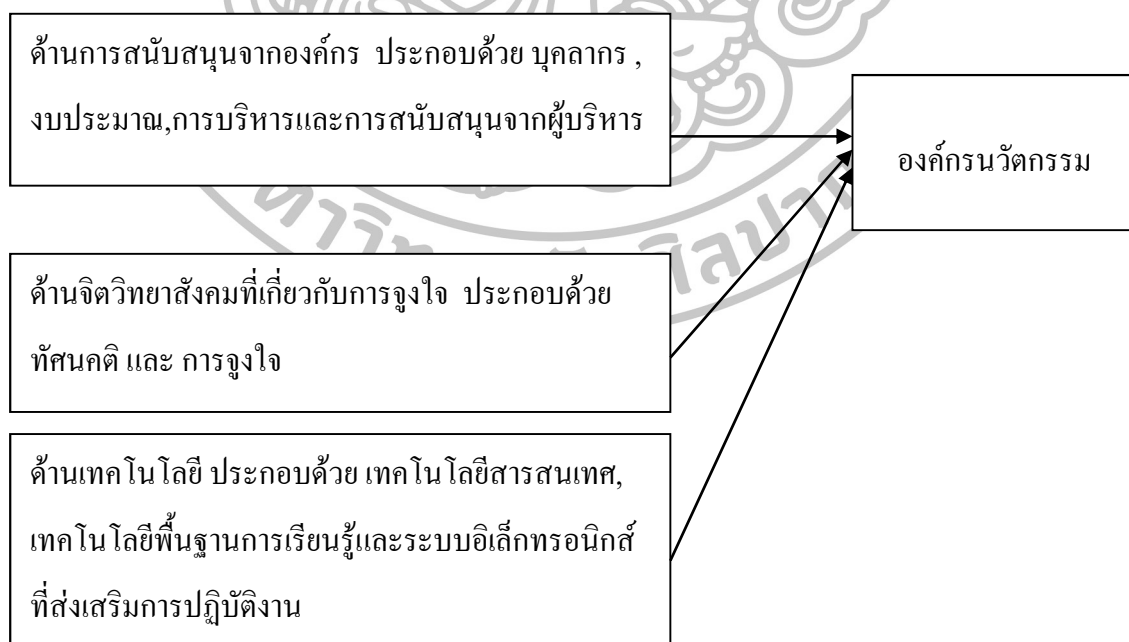 ด้านการสนับสนุนจากองค์กร ประกอบด้วย บุคลากร ,
งบประมาณ,การบริหารและการสนับสนุนจากผู้บริหาร
องค์กรนวัตกรรม
ด้านจิตวิทยาสังคมที่เกี่ยวกับการจูงใจ ประกอบด้วย
ทัศนคติ และ การจูงใจ
ด้านเทคโนโลยี ประกอบด้วย เทคโนโลยีสารสนเทศ,
เทคโนโลยีพื้นฐานการเรียนรู้และระบบอิเล็กทรอนิกส์
ที่ส่งเสริมการปฏิบัติงาน